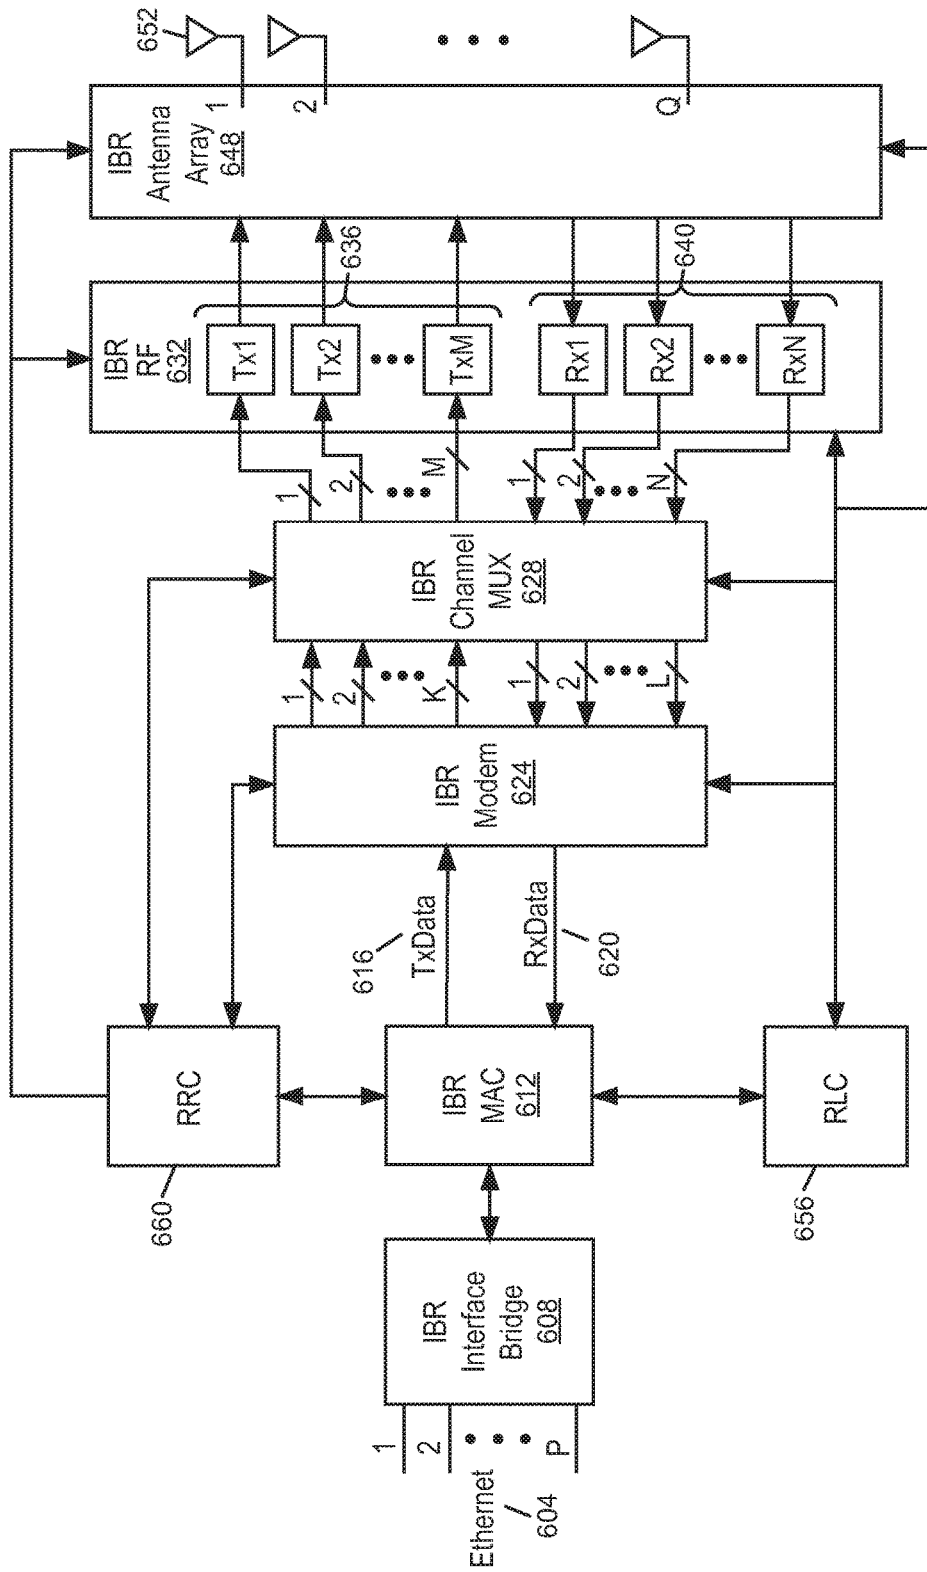 Ethernet
604
1
2
P
IBR
Interface
Bridge
608
660
RRC
IBR
MAC
612
656
RLC
616
TxData
RxData
620
IBR
Modem
624
1
2
K
1
2
L
IBR
Channel
MUX
628
1
2
M
1
2
N
IBR
RF
632
Tx1
Tx2
TxM
Rx1
Rx2
RxN
636
640
IBR
Antenna
Array
648
1
2
Q
652